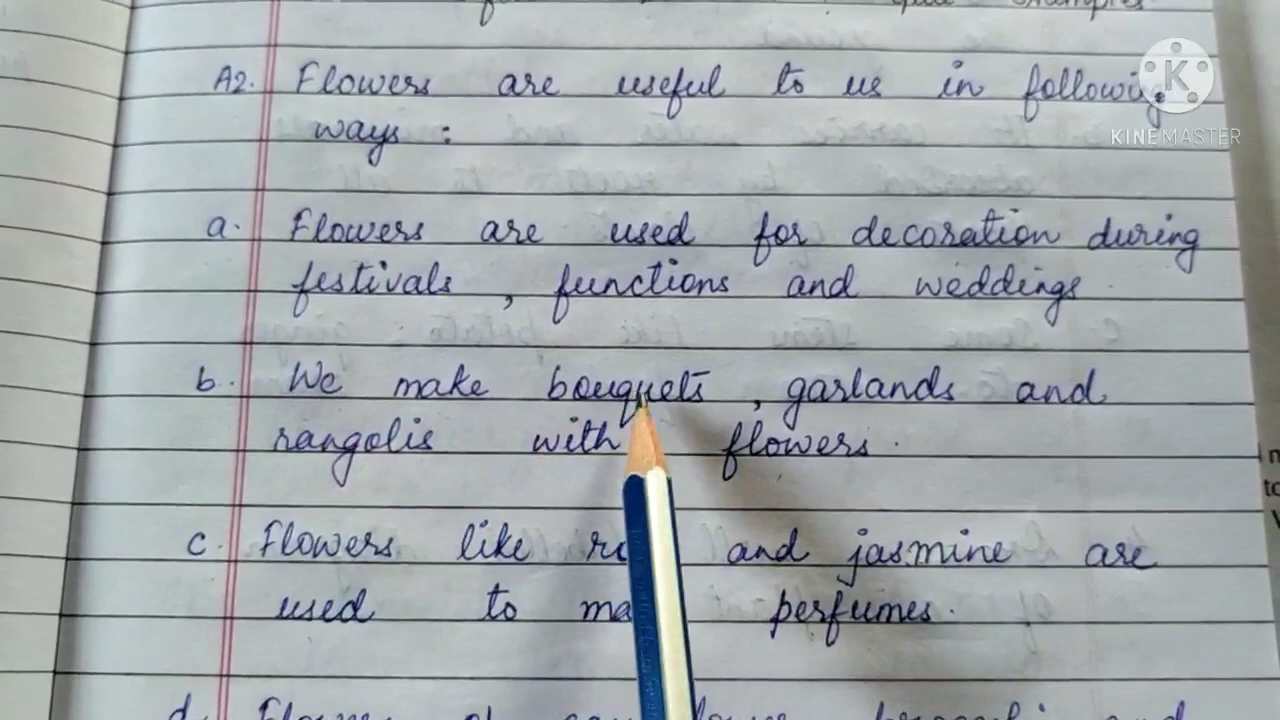 examples
A2. Flowers are useful to us in following
ways :
a. Flowers are used for decoration during
festivals , functions and weddings
b. We make bouquets , garlands and
rangolis with flowers .
c. Flowers like and jasmine are
used to perfumes .
d.
KINEMASTER